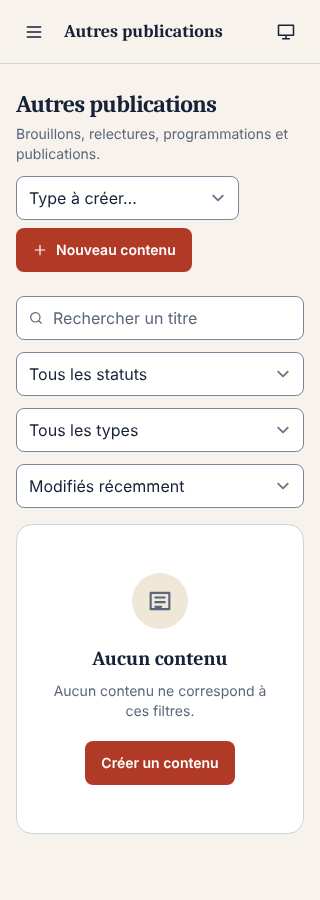 Autres publications
Autres publications
Brouillons, relectures, programmations et
publications.
Type à créer...
Nouveau contenu
Rechercher un titre
Tous les statuts
Tous les types
Modifiés récemment
Aucun contenu
Aucun contenu ne correspond à
ces filtres.
Créer un contenu